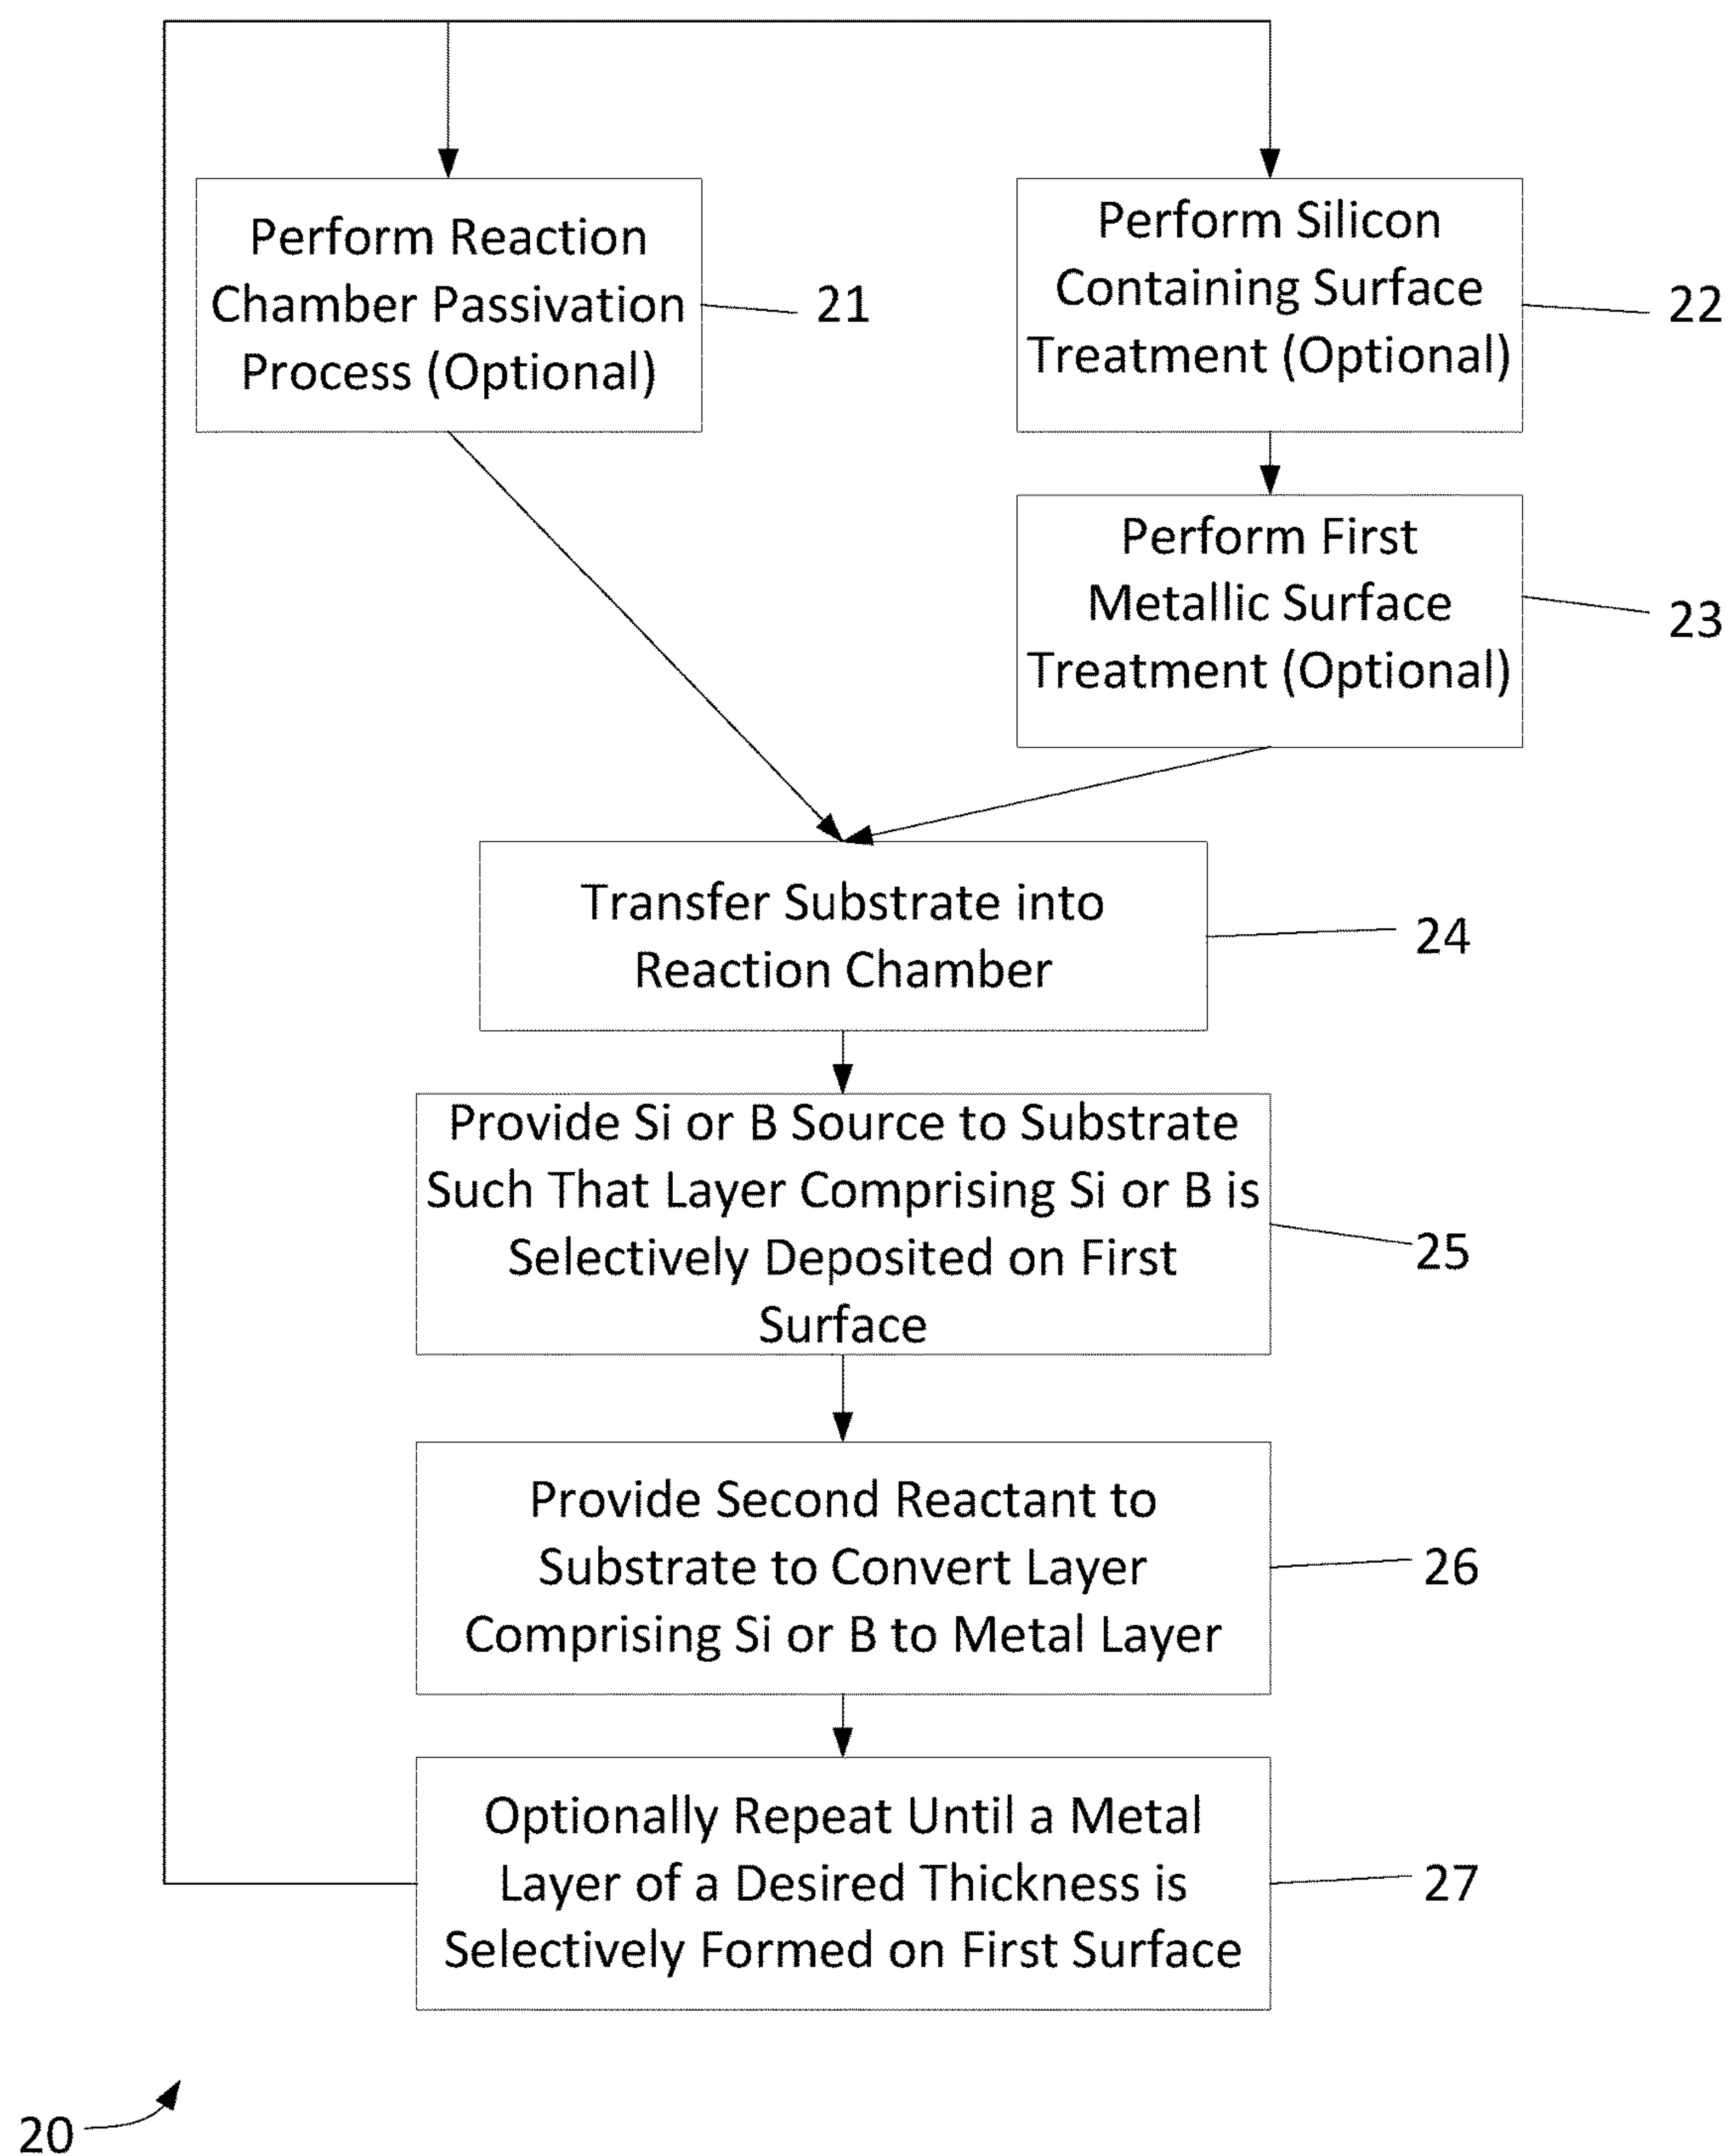 Perform Reaction
Chamber Passivation
Process (Optional)
21
Perform Silicon
Containing Surface
Treatment (Optional)
22
Perform First
Metallic Surface
Treatment (Optional)
23
Transfer Substrate into
Reaction Chamber
24
Provide Si or B Source to Substrate
Such That Layer Comprising Si or B is
Selectively Deposited on First
Surface
25
Provide Second Reactant to
Substrate to Convert Layer
Comprising Si or B to Metal Layer
26
Optionally Repeat Until a Metal
Layer of a Desired Thickness is
Selectively Formed on First Surface
27
20